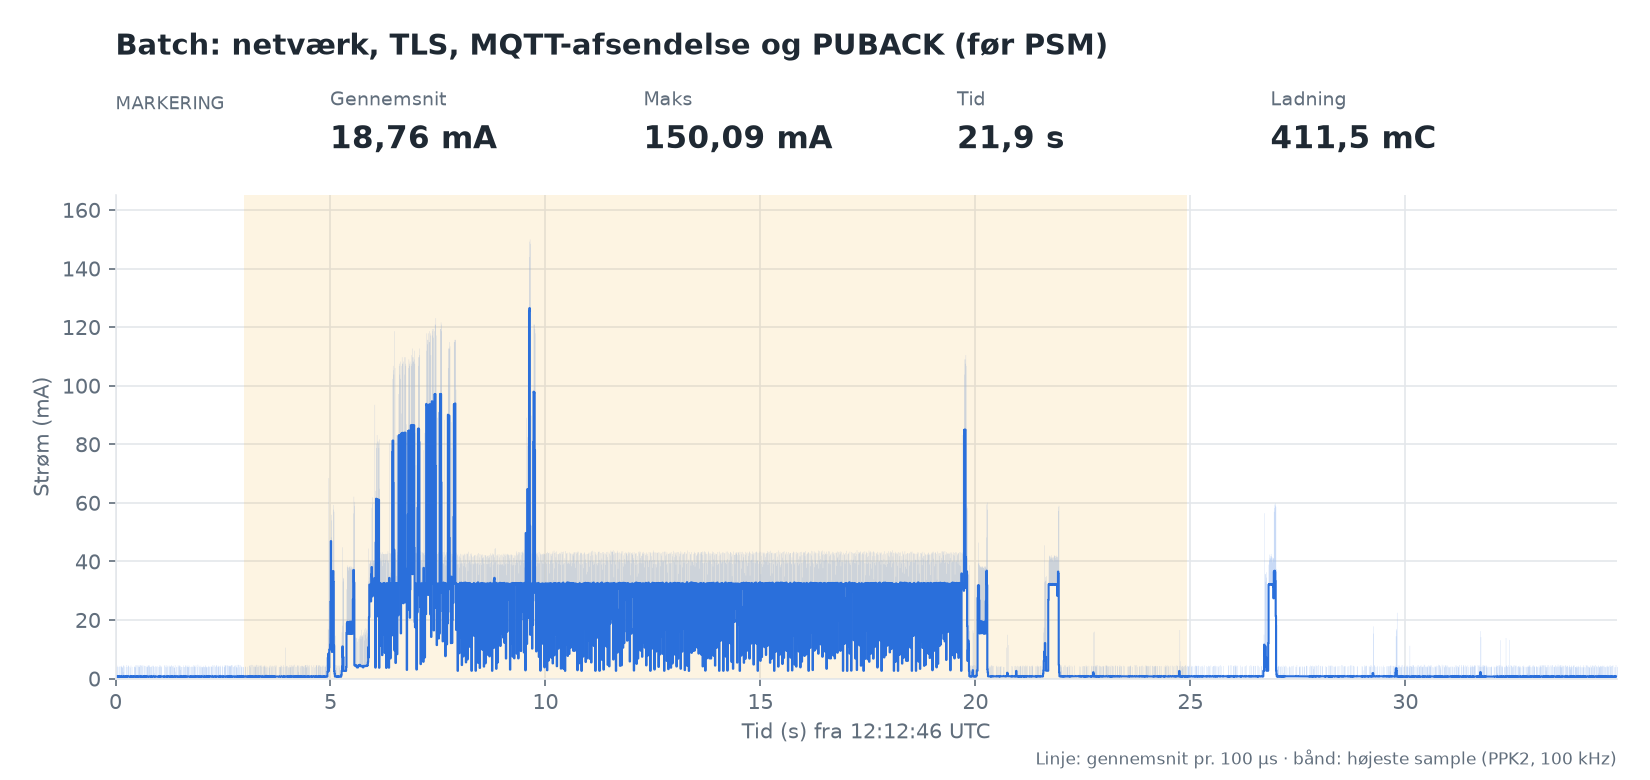 Batch: netværk, TLS, MQTT-afsendelse og PUBACK (før PSM)
MARKERING
Gennemsnit
18,76 mA
Maks
150,09 mA
Tid
21,9 s
Ladning
411,5 mC
Strøm (mA)
160
140
120
100
80
60
40
20
0
0 5 10 15 20 25 30
Tid (s) fra 12:12:46 UTC
Linje: gennemsnit pr. 100 µs · bånd: højeste sample (PPK2, 100 kHz)